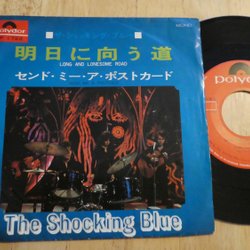 Polydor
ザ・ショッキング・ブルー
明日に向う道
LONG AND LONESOME ROAD
センド・ミー・ア・ポストカード
The Shocking Blue
Polydor